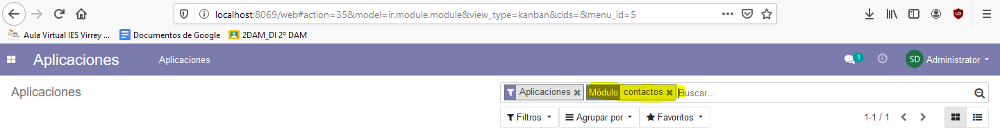 localhost:8069/web#action=35&model=ir.module.module&view_type=kanban&cids=&menu_id=5
Aula Virtual IES Virrey ... Documentos de Google 2DAM_DI 2º DAM
Aplicaciones Aplicaciones 1 SD Administrator
Aplicaciones Aplicaciones Módulo contactos Buscar...
Filtros Agrupar por Favoritos 1-1 / 1